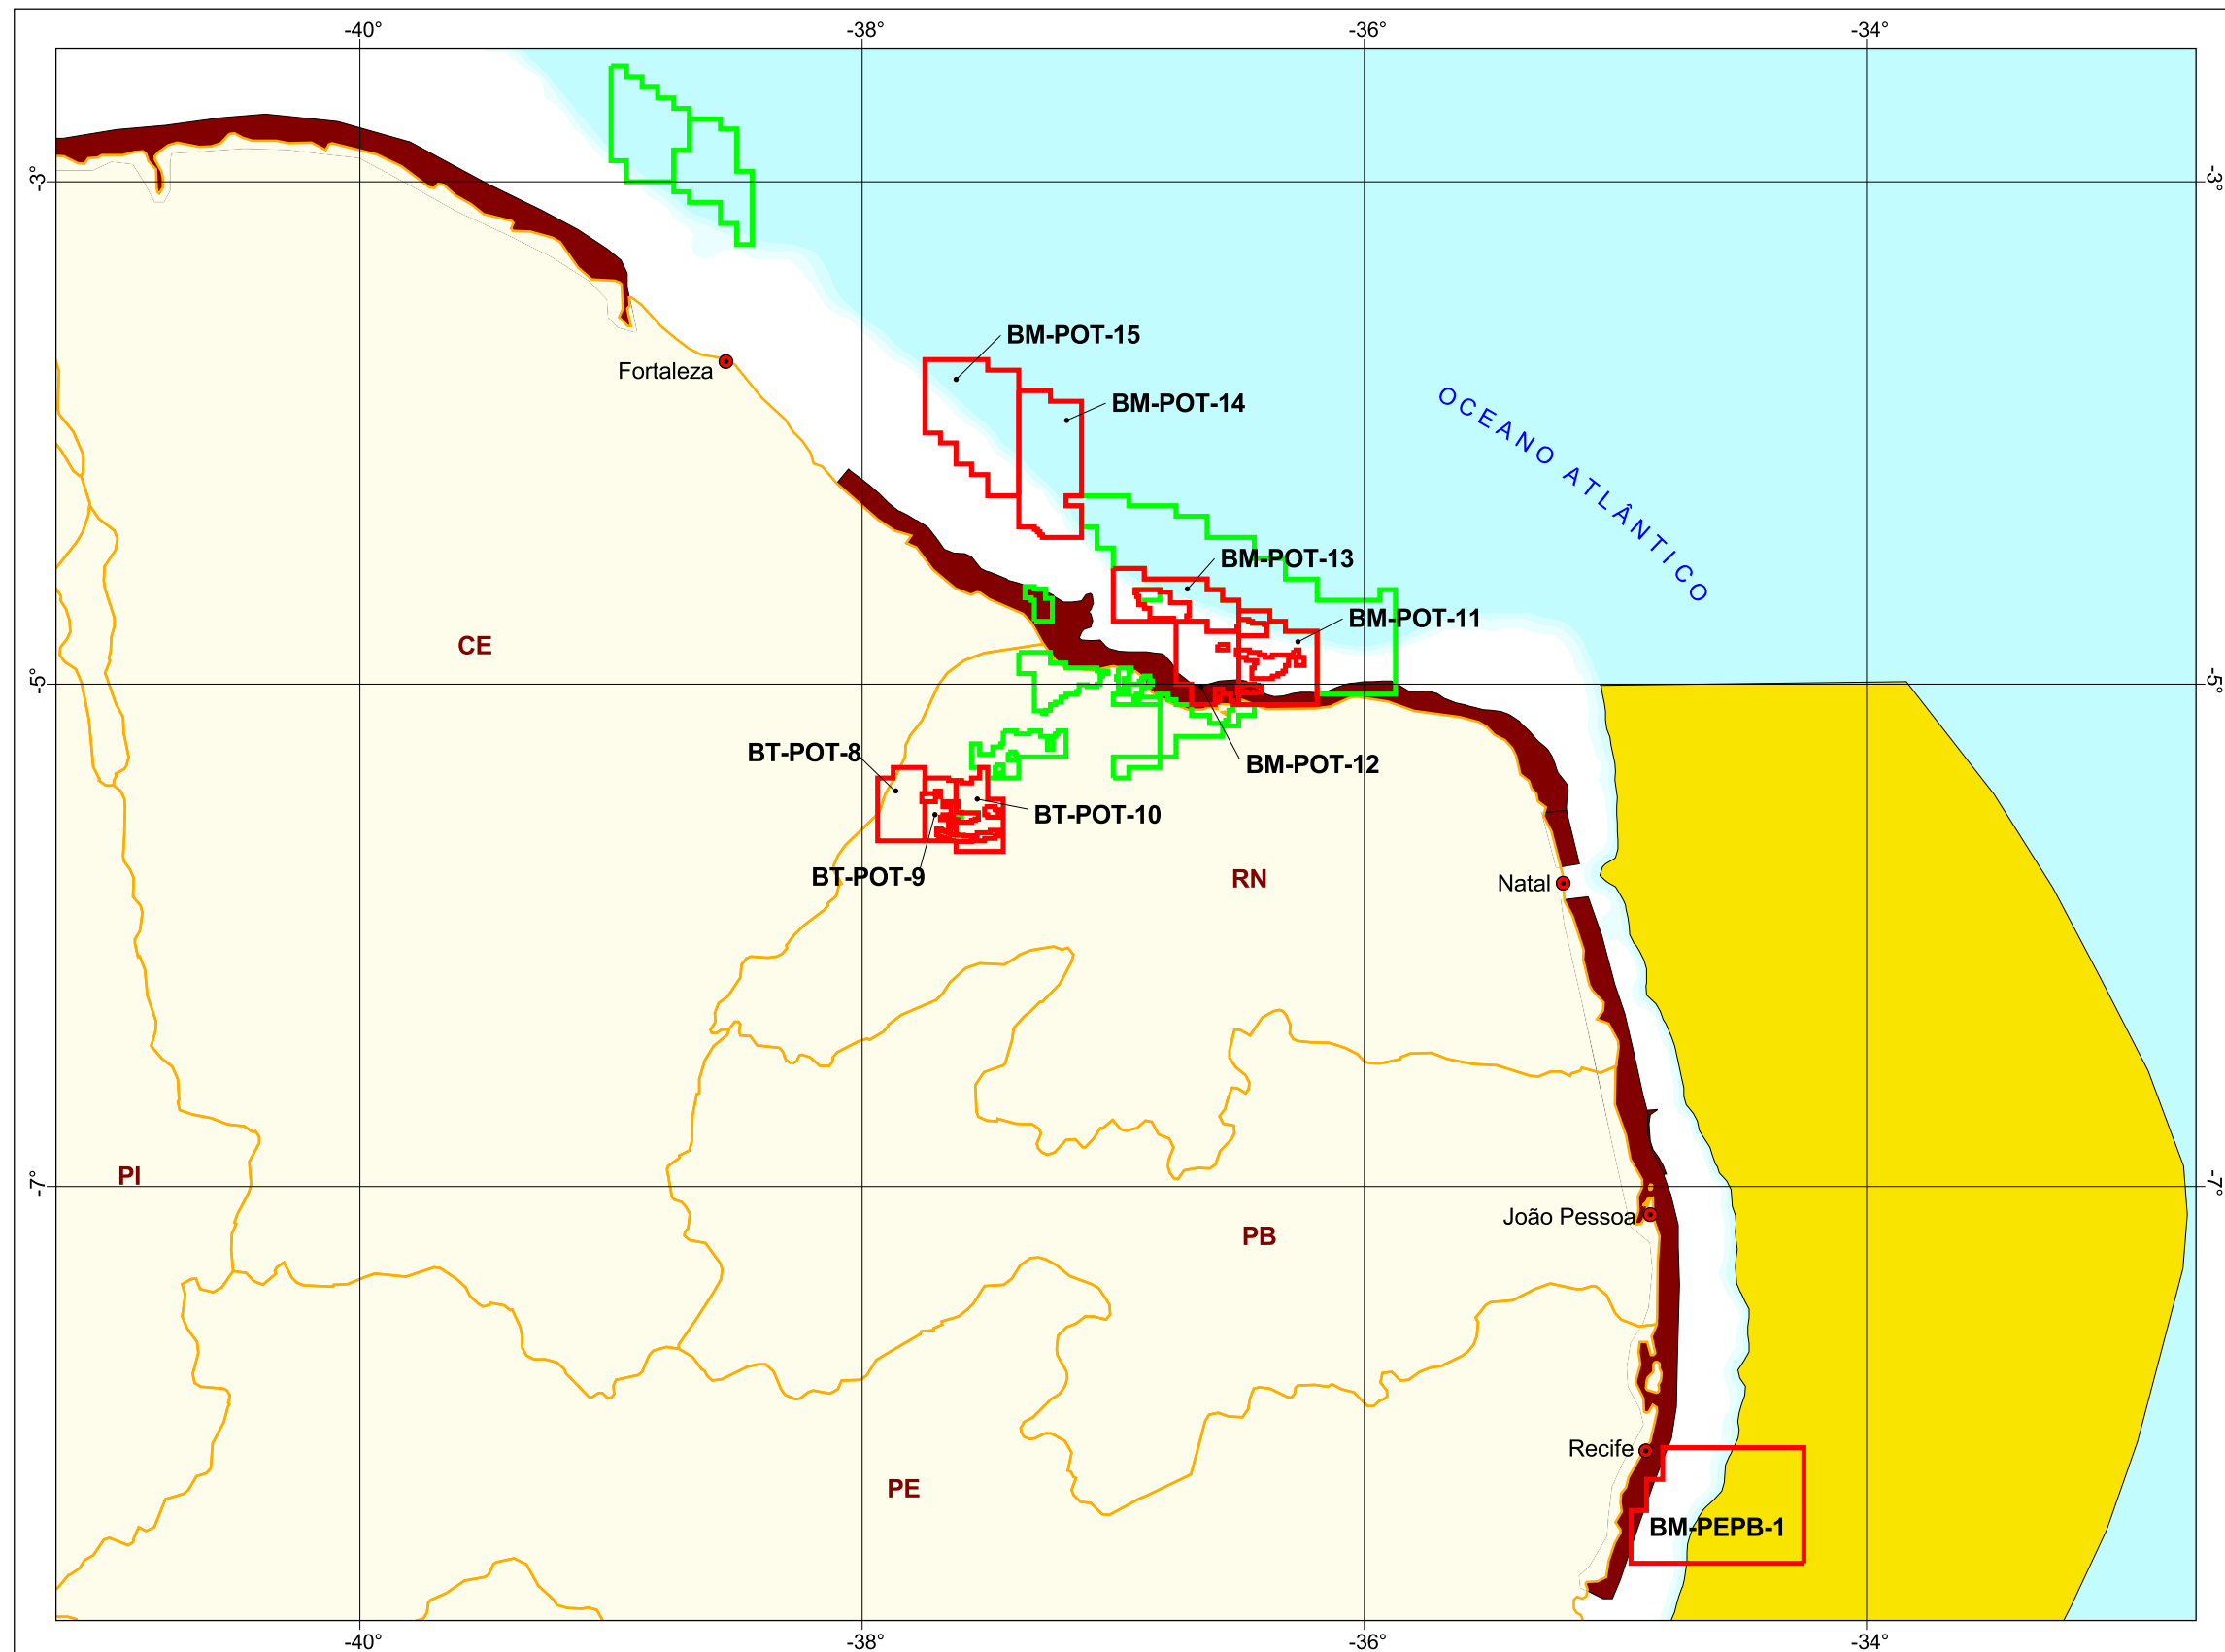 -40°
-38°
-36°
-34°
-3°
-3°
BM-POT-15
Fortaleza
BM-POT-14
OCEANO ATLÂNTICO
BM-POT-13
BM-POT-11
CE
-5°
-5°
BT-POT-8
BM-POT-12
BT-POT-10
BT-POT-9
RN
Natal
PI
-7°
-7°
João Pessoa
PB
Recife
PE
BM-PEPB-1
-40°
-38°
-36°
-34°